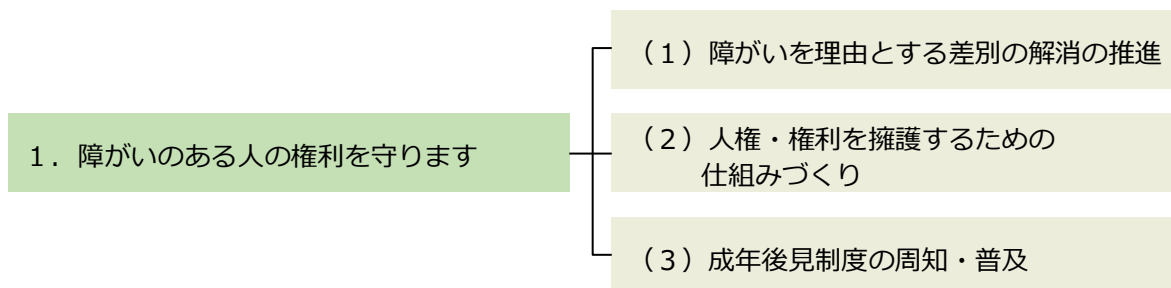 １．障がいのある人の権利を守ります
（１）障がいを理由とする差別の解消の推進
（２）人権・権利を擁護するための
仕組みづくり
（３）成年後見制度の周知・普及